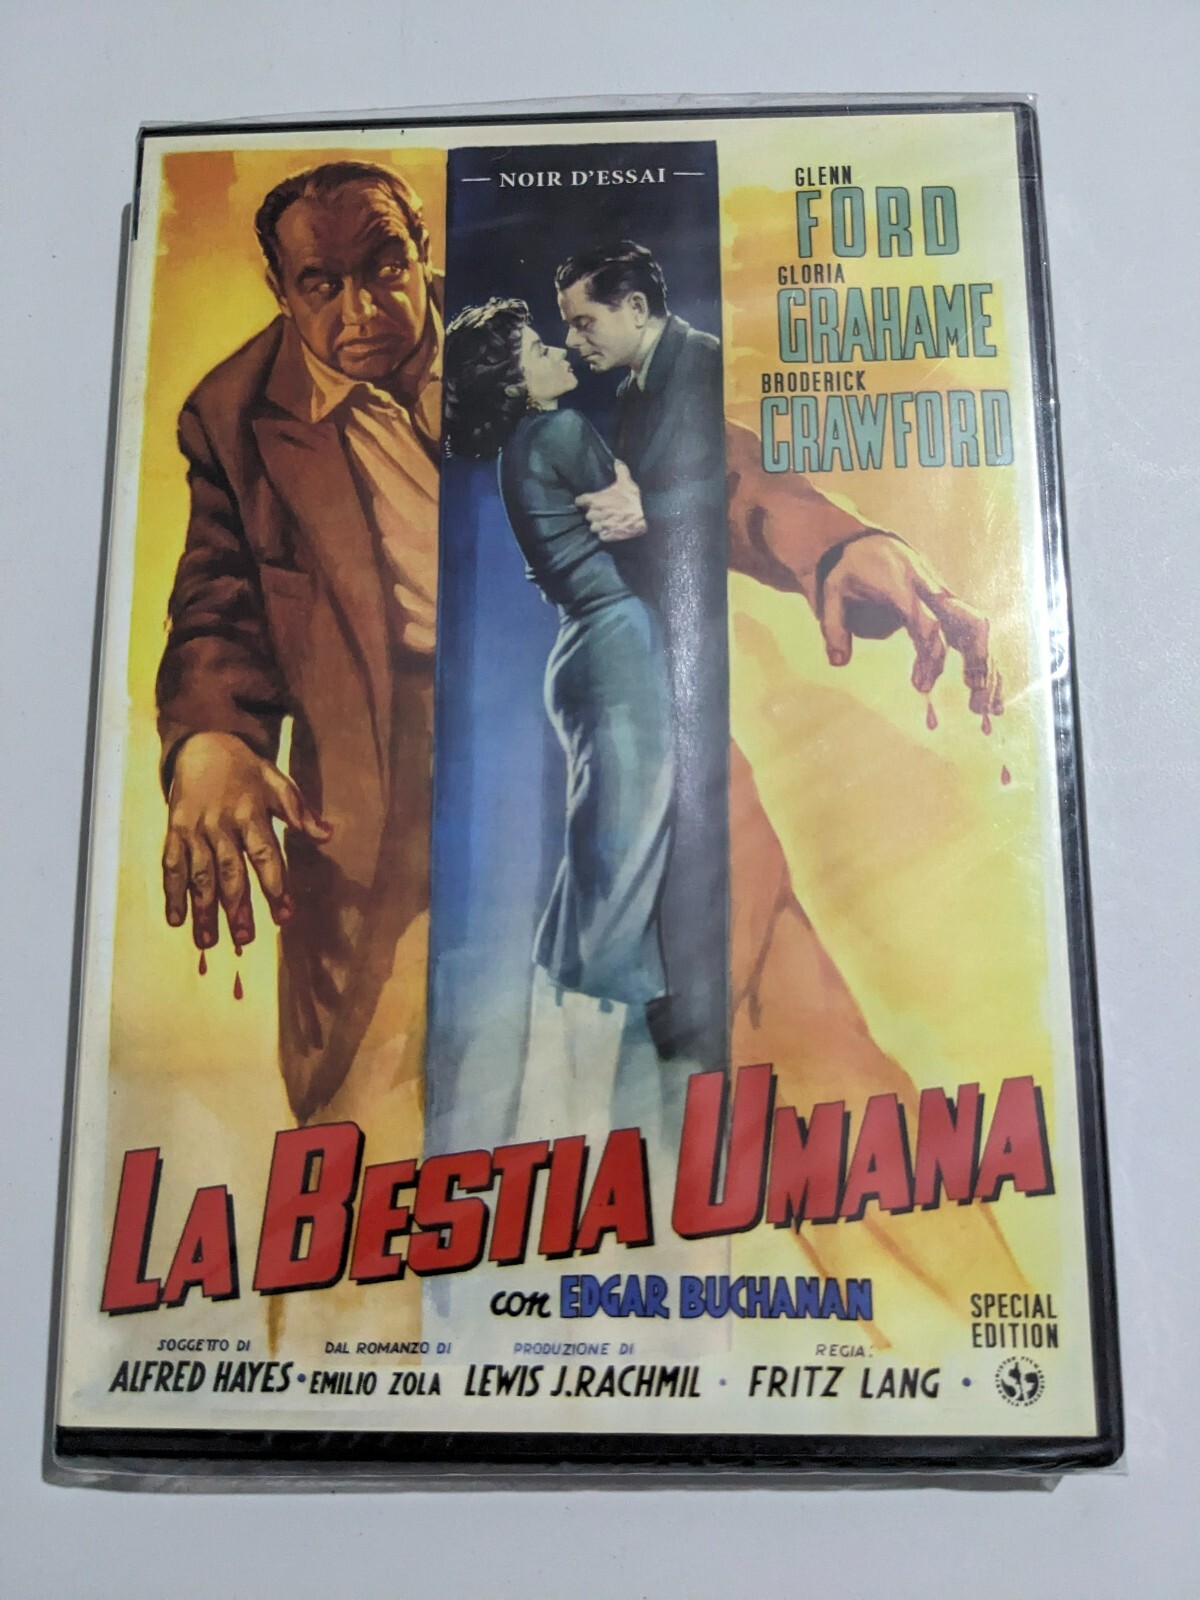 — NOIR D'ESSAI —
GLENN
FORD
GLORIA
GRAHAME
BRODERICK
CRAWFORD
LA BESTIA UMANA
con EDGAR BUCHANAN
SPECIAL
EDITION
SOGGETTO DI
ALFRED HAYES •
DAL ROMANZO DI
EMILIO ZOLA
PRODUZIONE DI
LEWIS J. RACHMIL •
REGIA:
FRITZ LANG •